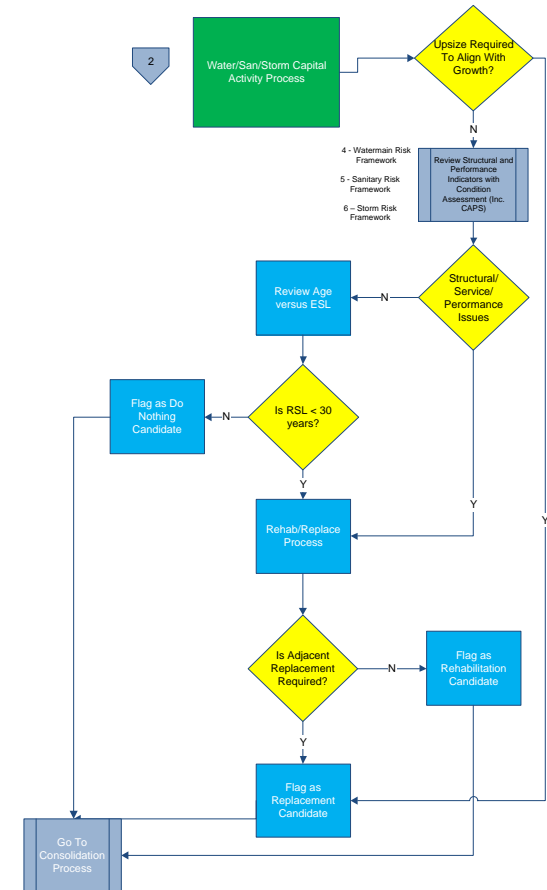 2
Water/San/Storm Capital
Activity Process
Upsize Required
To Align With
Growth?
N
4 - Watermain Risk
Framework
5 - Sanitary Risk
Framework
6 – Storm Risk
Framework
Review Structural and
Performance
Indicators with
Condition
Assessment (Inc.
CAPS)
Structural/
Service/
Perormance
Issues
N
Review Age
versus ESL
Is RSL < 30
years?
N
Flag as Do
Nothing
Candidate
Y
Y
Y
Rehab/Replace
Process
Is Adjacent
Replacement
Required?
N
Flag as
Rehabilitation
Candidate
Y
Flag as
Replacement
Candidate
Go To
Consolidation
Process